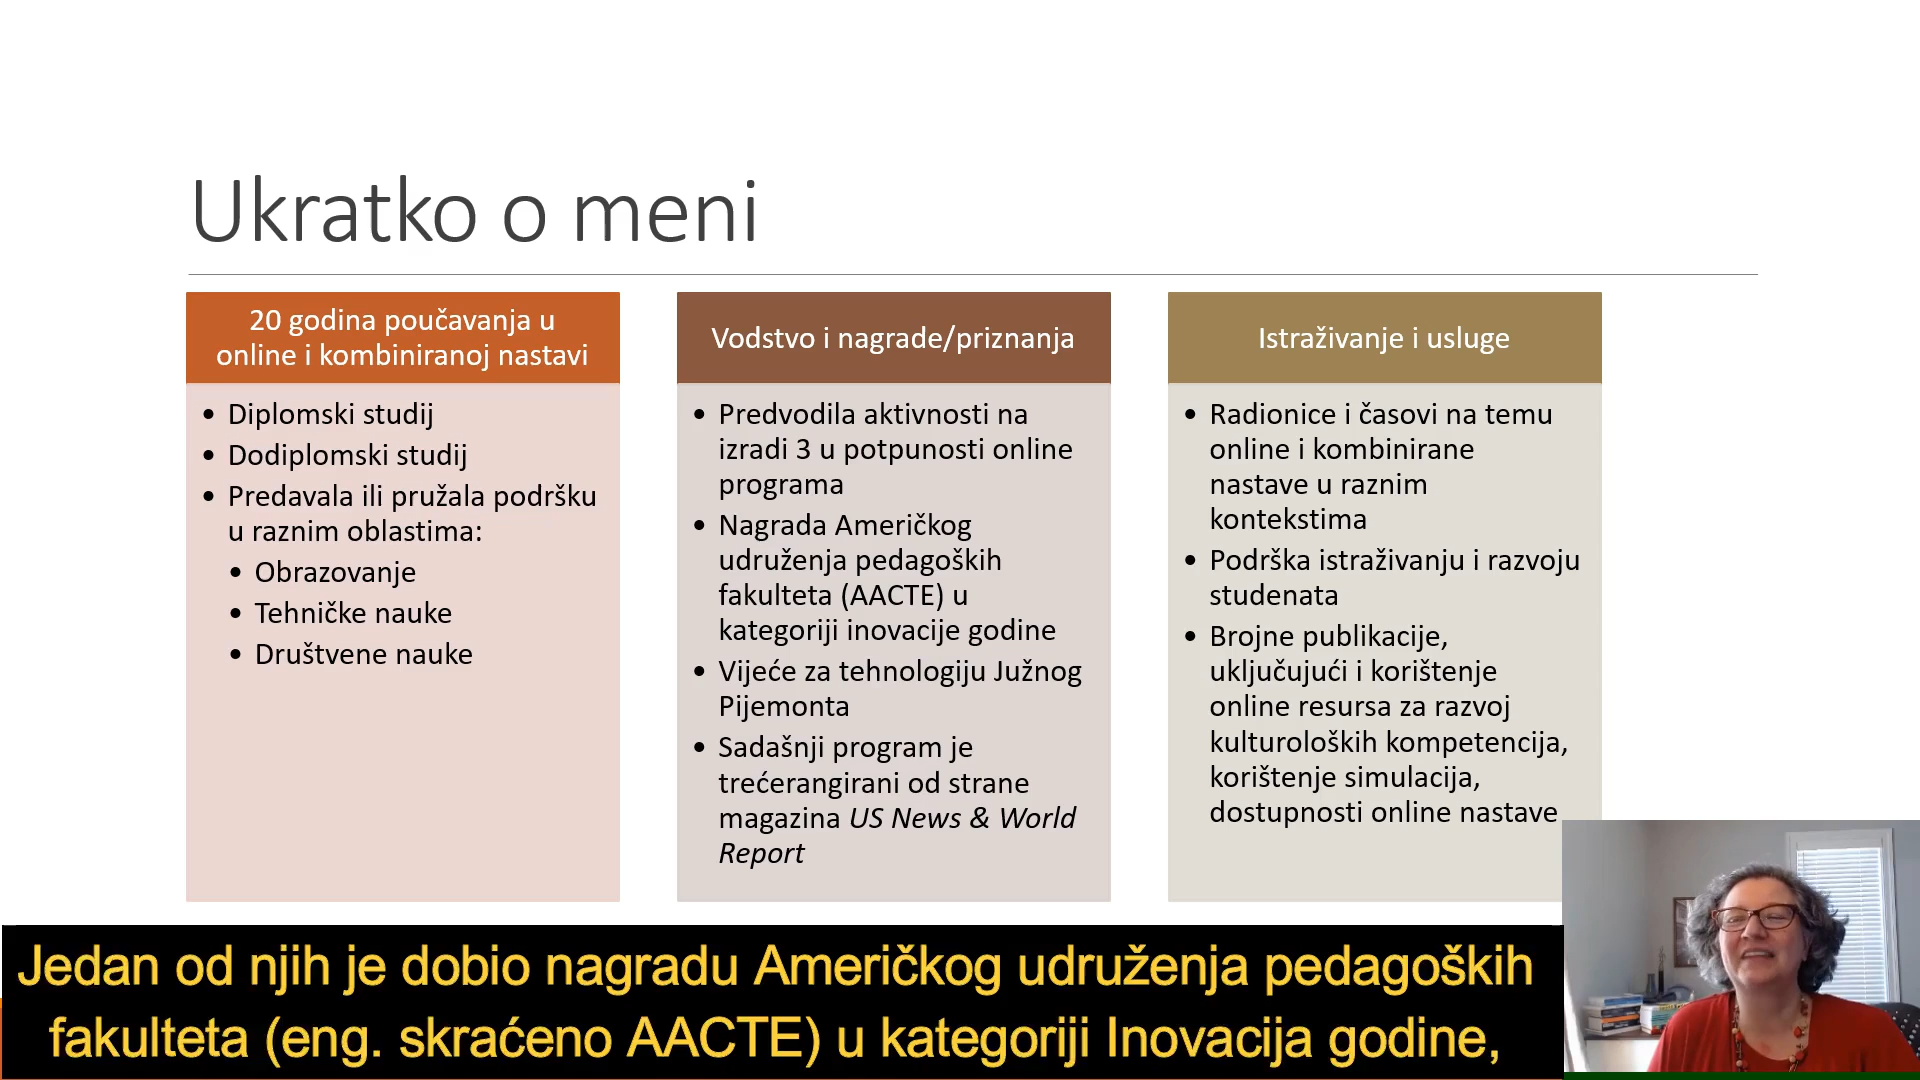 Ukratko o meni
20 godina poučavanja u
online i kombiniranoj nastavi
• Diplomski studij
• Dodiplomski studij
• Predavala ili pružala podršku
u raznim oblastima:
• Obrazovanje
• Tehničke nauke
• Društvene nauke
Vodstvo i nagrade/priznanja
• Predvodila aktivnosti na
izradi 3 u potpunosti online
programa
• Nagrada Američkog
udruženja pedagoških
fakulteta (AACTE) u
kategoriji inovacije godine
• Vijeće za tehnologiju Južnog
Pijemonta
• Sadašnji program je
trećerangirani od strane
magazina US News & World
Report
Istraživanje i usluge
• Radionice i časovi na temu
online i kombinirane
nastave u raznim
kontekstima
• Podrška istraživanju i razvoju
studenata
• Brojne publikacije,
uključujući i korištenje
online resursa za razvoj
kulturoloških kompetencija,
korištenje simulacija,
dostupnosti online nastave
Jedan od njih je dobio nagradu Američkog udruženja pedagoških
fakulteta (eng. skraćeno AACTE) u kategoriji Inovacija godine,